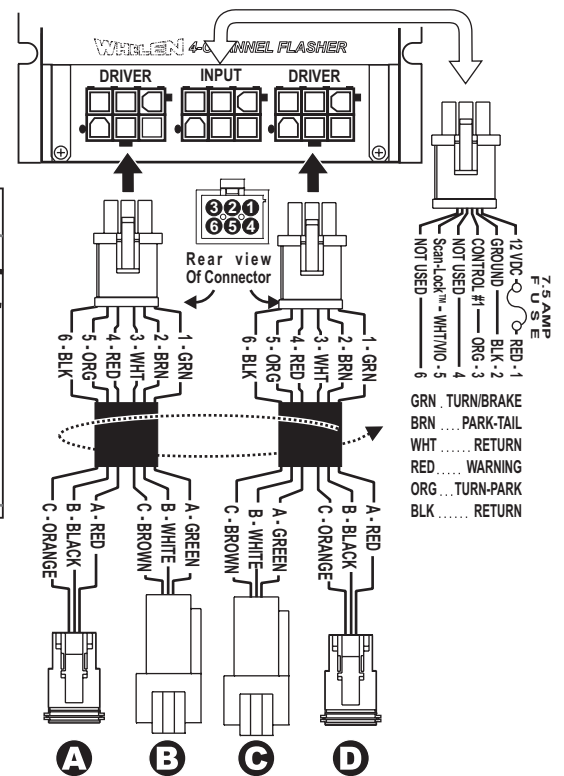 WHELEN 4-CHANNEL FLASHER
DRIVER
INPUT
DRIVER
3 2 1
6 5 4
Rear view
Of Connector
6 - BLK
5 - ORG
4 - RED
3 - WHT
2 - BRN
1 - GRN
6 - BLK
5 - ORG
4 - RED
3 - WHT
2 - BRN
1 - GRN
NOT USED 6
Scan-Lock™ - WHT/VIO - 5
NOT USED 4
CONTROL #1 ORG - 3
GROUND BLK - 2
12 VDC RED - 1
7.5 AMP
FUSE
GRN . TURN/BRAKE
BRN .... PARK-TAIL
WHT ...... RETURN
RED..... WARNING
ORG ...TURN-PARK
BLK ...... RETURN
C - ORANGE
B - BLACK
A - RED
C - BROWN
B - WHITE
A - GREEN
C - BROWN
B - WHITE
A - GREEN
C - ORANGE
B - BLACK
A - RED
A
B
C
D